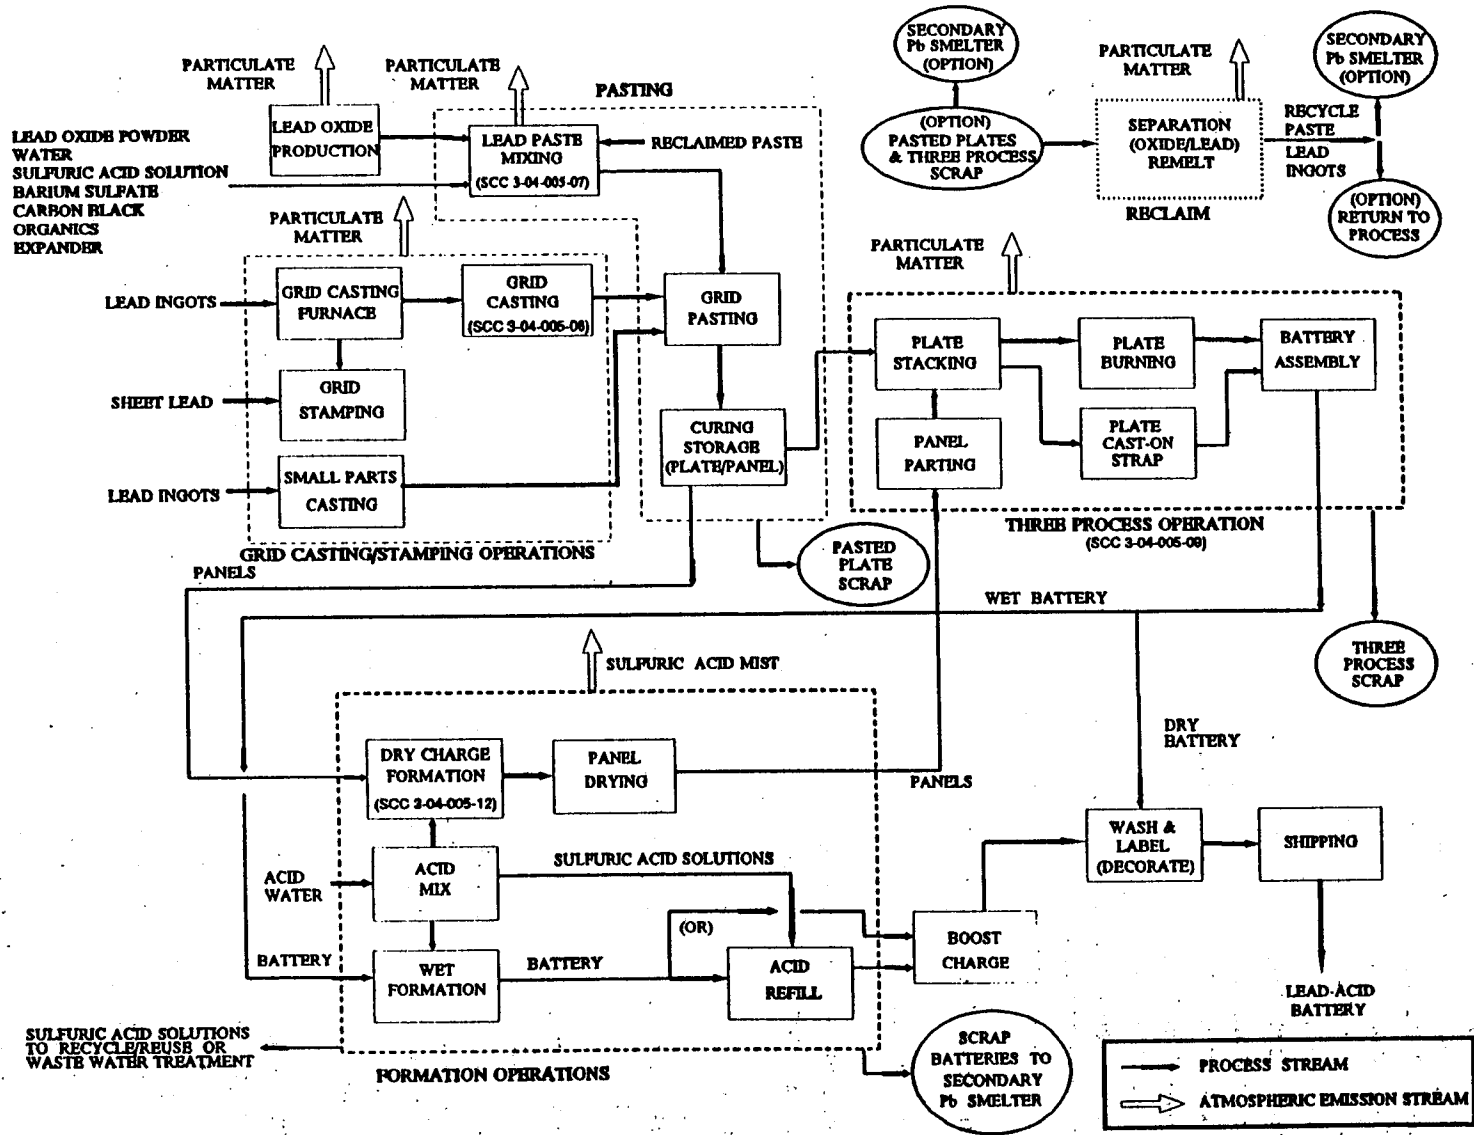 SECONDARY
Pb SMELTER
(OPTION)
SECONDARY
Pb SMELTER
(OPTION)
PARTICULATE
MATTER
PARTICULATE
MATTER
PARTICULATE
MATTER
PASTING
LEAD OXIDE
PRODUCTION
LEAD PASTE
MIXING
(SCC 3-04-005-07)
RECLAIMED PASTE
(OPTION)
PASTED PLATES
& THREE PROCESS
SCRAP
SEPARATION
(OXIDE/LEAD)
REMELT
RECYCLE
PASTE
LEAD
INGOTS
RECLAIM
(OPTION)
RETURN TO
PROCESS
LEAD OXIDE POWDER
WATER
SULFURIC ACID SOLUTION
BARIUM SULFATE
CARBON BLACK
ORGANICS
EXPANDER
PARTICULATE
MATTER
PARTICULATE
MATTER
LEAD INGOTS
GRID CASTING
FURNACE
GRID
CASTING
(SCC 3-04-005-06)
GRID
PASTING
PLATE
STACKING
PLATE
BURNING
BATTERY
ASSEMBLY
SHEET LEAD
GRID
STAMPING
CURING
STORAGE
(PLATE/PANEL)
PANEL
PARTING
PLATE
CAST-ON
STRAP
LEAD INGOTS
SMALL PARTS
CASTING
GRID CASTING/STAMPING OPERATIONS
THREE PROCESS OPERATION
(SCC 3-04-005-09)
PASTED
PLATE
SCRAP
PANELS
WET BATTERY
THREE
PROCESS
SCRAP
SULFURIC ACID MIST
DRY
BATTERY
DRY CHARGE
FORMATION
(SCC 3-04-005-12)
PANEL
DRYING
PANELS
WASH &
LABEL
(DECORATE)
SHIPPING
ACID
WATER
ACID
MIX
SULFURIC ACID SOLUTIONS
(OR)
BATTERY
WET
FORMATION
BATTERY
ACID
REFILL
BOOST
CHARGE
LEAD-ACID
BATTERY
SULFURIC ACID SOLUTIONS
TO RECYCLE/REUSE OR
WASTE WATER TREATMENT
FORMATION OPERATIONS
SCRAP
BATTERIES TO
SECONDARY
Pb SMELTER
PROCESS STREAM
ATMOSPHERIC EMISSION STREAM